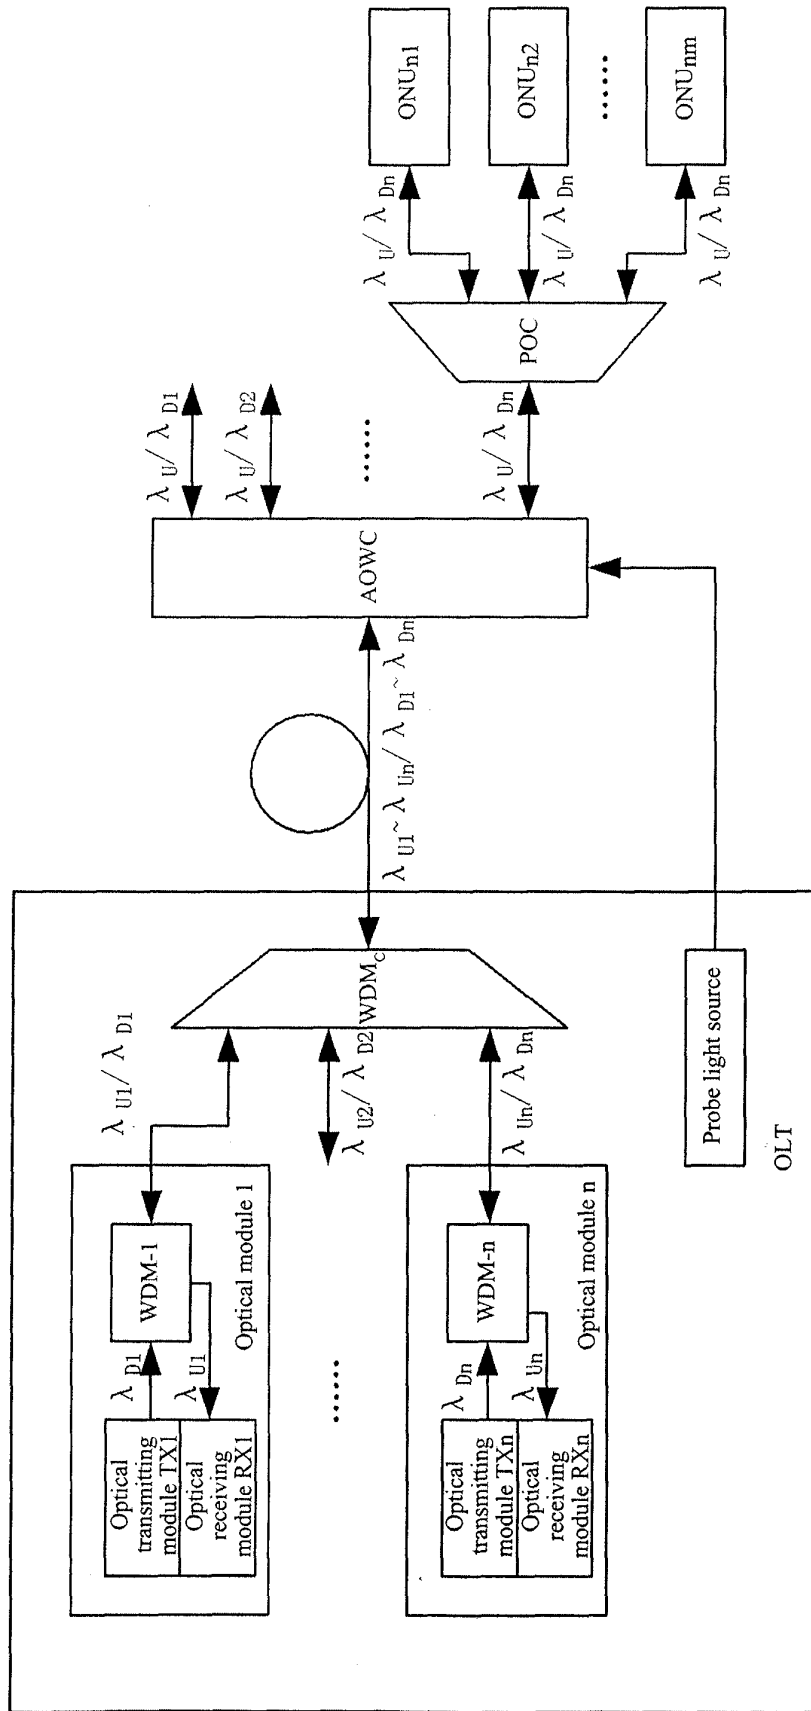 Optical
transmitting
module TX1
Optical
receiving
module RX1
λD1
λU1
WDM-1
Optical module 1
λU1/λD1
......
λU2/λD2
Optical
transmitting
module TXn
Optical
receiving
module RXn
λDn
λUn
WDM-n
Optical module n
λUn/λDn
WDMC
Probe light source
OLT
λU1~λUn/λD1~λDn
AOWC
λU/λD1
λU/λD2
......
λU/λDn
POC
λU/λDn
λU/λDn
λU/λDn
ONUn1
ONUn2
......
ONUnm